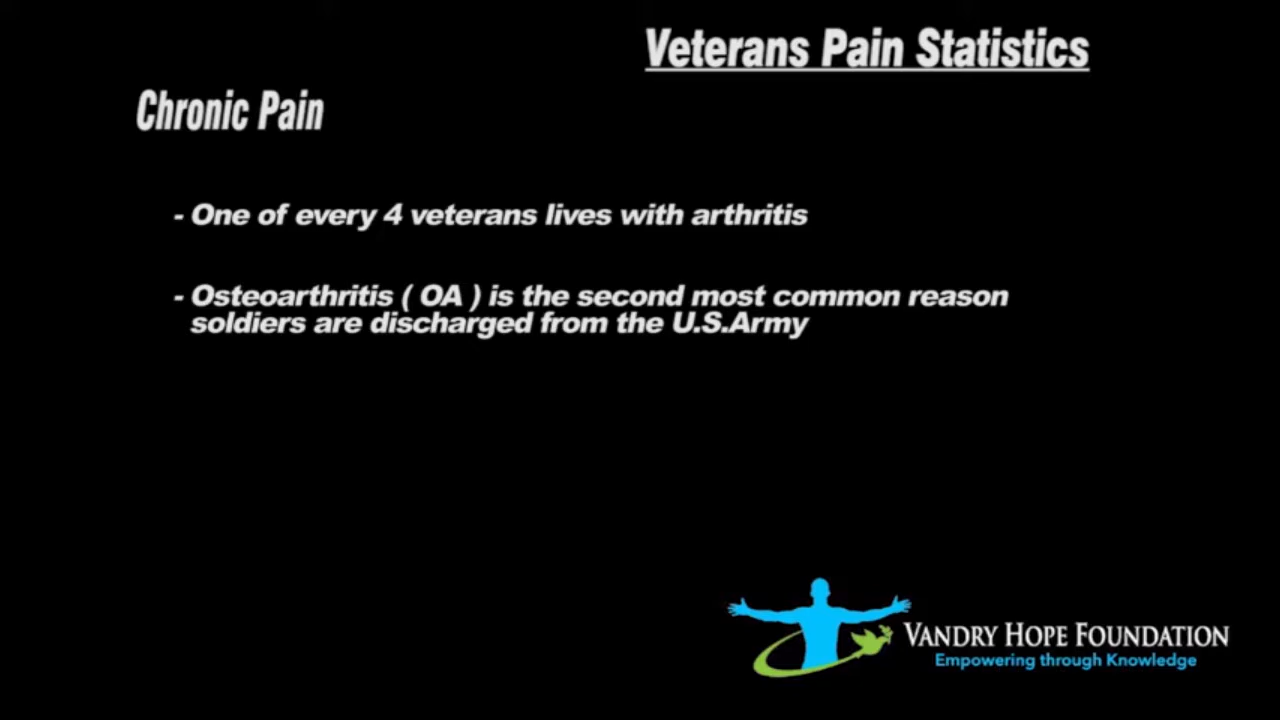 Veterans Pain Statistics
Chronic Pain
- One of every 4 veterans lives with arthritis
- Osteoarthritis ( OA ) is the second most common reason
soldiers are discharged from the U.S.Army
VANDRY HOPE FOUNDATION
Empowering through Knowledge